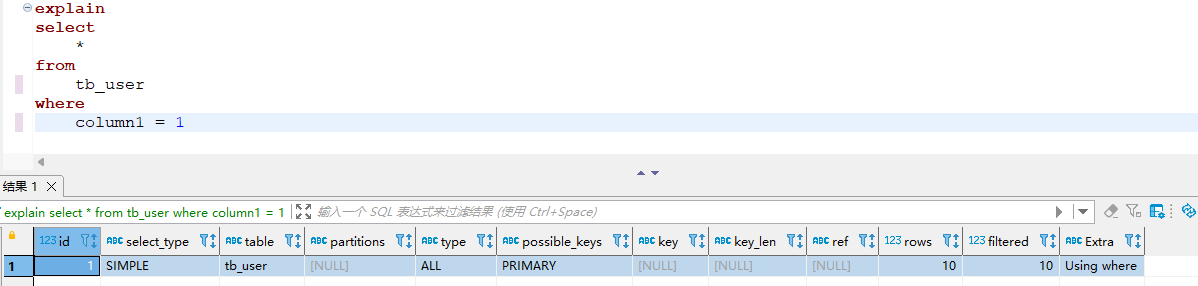 explain
select
*
from
tb_user
where
column1 = 1
结果 1
explain select * from tb_user where column1 = 1 输入一个 SQL 表达式来过滤结果 (使用 Ctrl+Space)
123 id ABC select_type ABC table ABC partitions ABC type ABC possible_keys ABC key ABC key_len ABC ref 123 rows 123 filtered ABC Extra
1 1 SIMPLE tb_user [NULL] ALL PRIMARY [NULL] [NULL] [NULL] 10 10 Using where